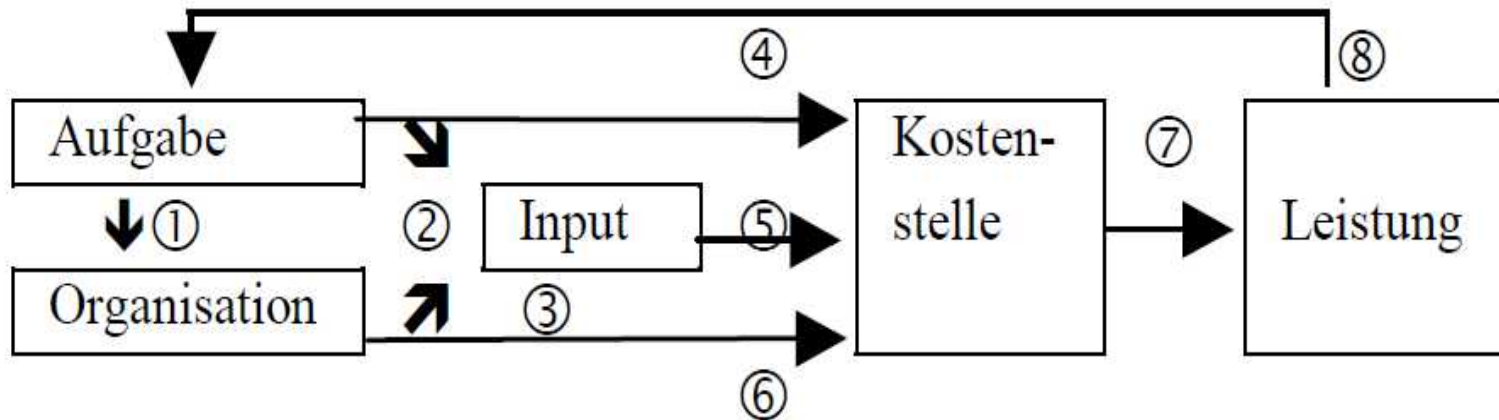 ④ ⑧
Aufgabe
Kosten-
stelle
⑦
Leistung
① ② Input ⑤
Organisation
③
⑥